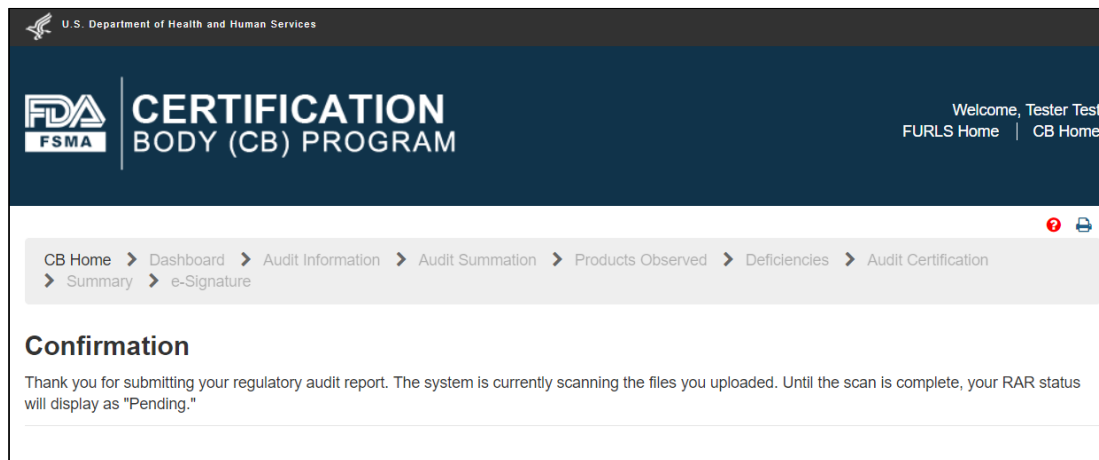 U.S. Department of Health and Human Services
FDA
FSMA
CERTIFICATION
BODY (CB) PROGRAM
Welcome, Tester Test
FURLS Home | CB Home
CB Home > Dashboard > Audit Information > Audit Summation > Products Observed > Deficiencies > Audit Certification
> Summary > e-Signature
Confirmation
Thank you for submitting your regulatory audit report. The system is currently scanning the files you uploaded. Until the scan is complete, your RAR status
will display as "Pending."